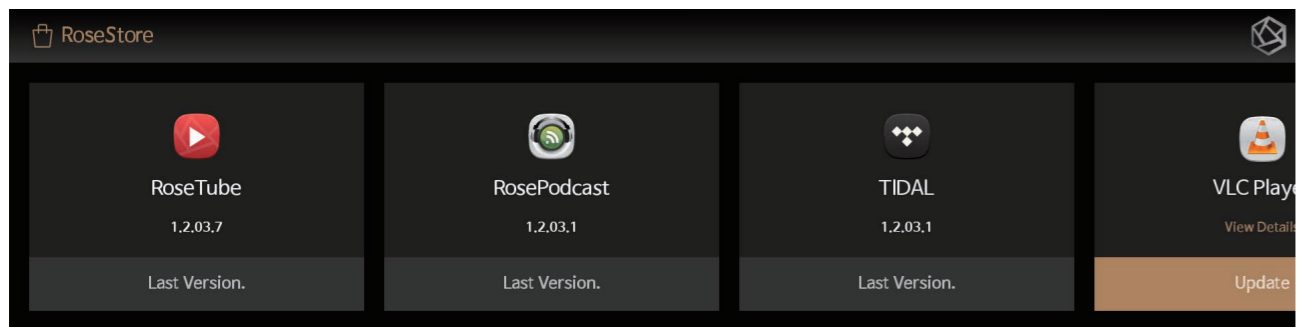 RoseStore
RoseTube
1.2.03.7
Last Version.
RosePodcast
1.2.03.1
Last Version.
TIDAL
1.2.03.1
Last Version.
VLC Playe
View Details
Update